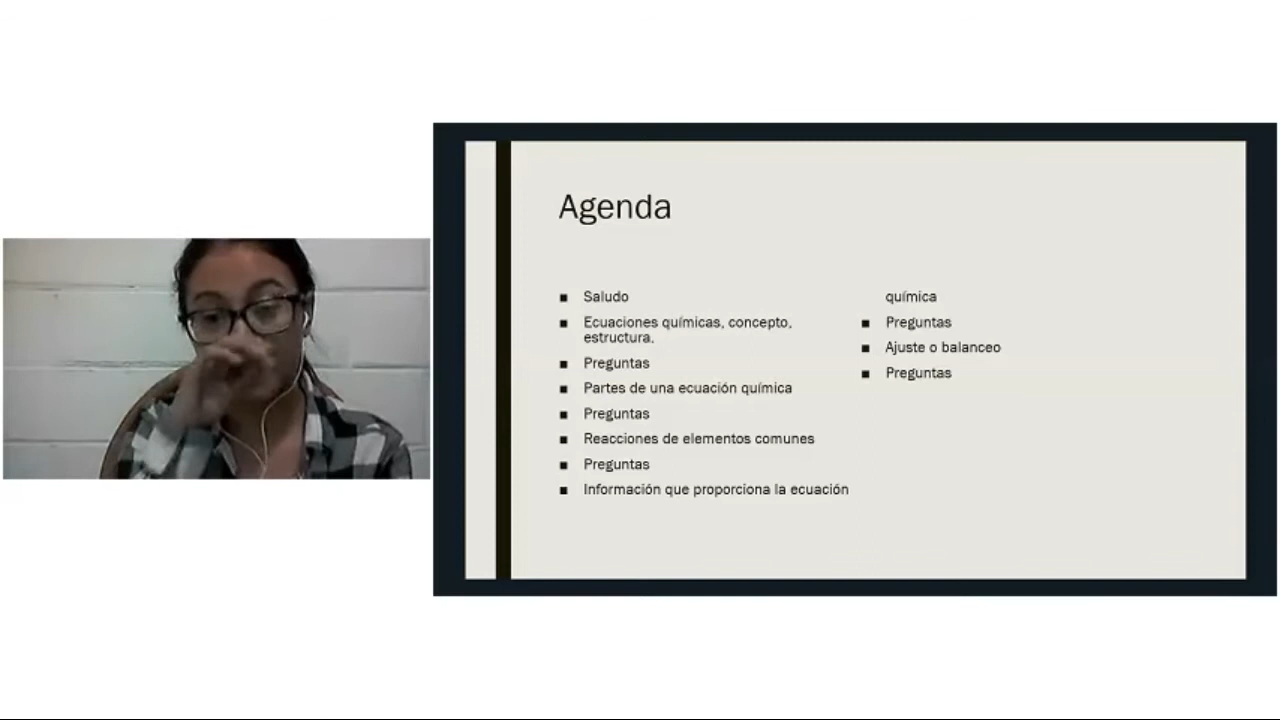 Agenda
■ Saludo
■ Ecuaciones químicas, concepto,
estructura.
■ Preguntas
■ Partes de una ecuación química
■ Preguntas
■ Reacciones de elementos comunes
■ Preguntas
■ Información que proporciona la ecuación
química
■ Preguntas
■ Ajuste o balanceo
■ Preguntas